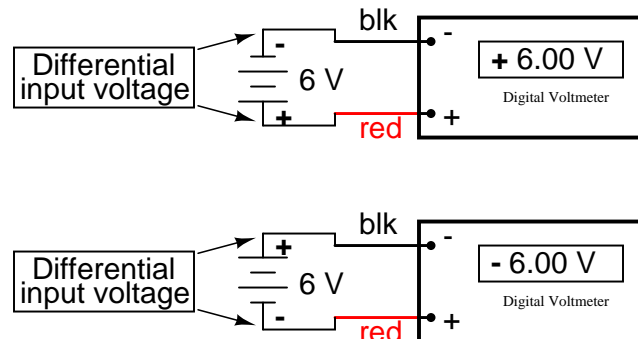 blk
-
-
+ 6.00 V
Differential
input voltage
6 V
Digital Voltmeter
+
+
red
blk
+
-
- 6.00 V
Differential
input voltage
6 V
Digital Voltmeter
-
+
red